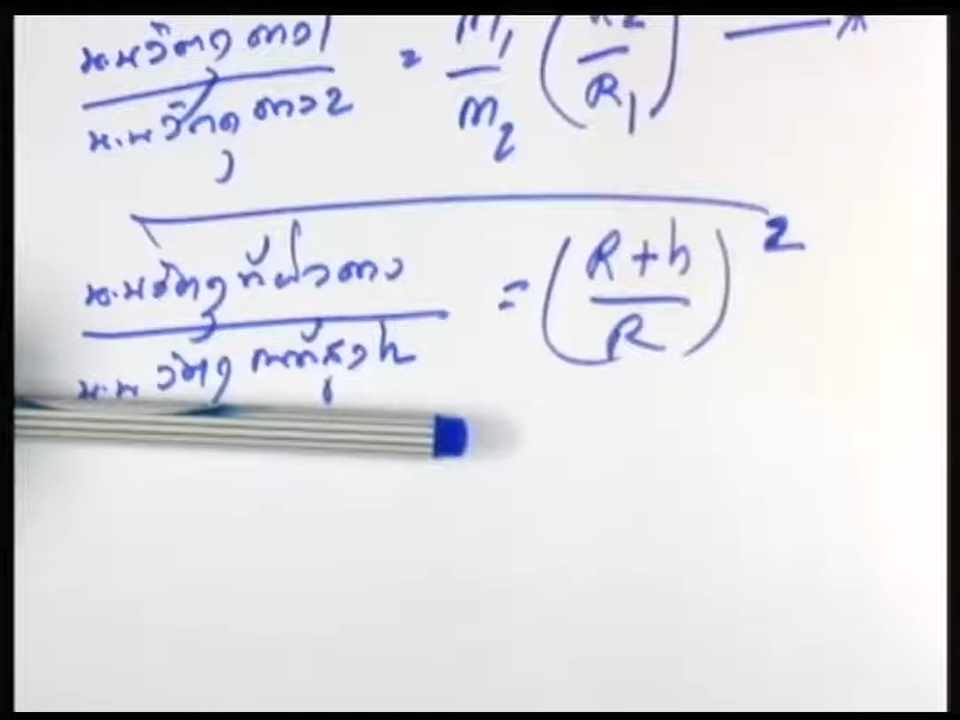 น.น วัตถุ ดาว1 / น.น วัตถุ ดาว2 = m₁/m₂ (R₂/R₁)
น.น วัตถุ ที่ผิวดาว / น.น วัตถุ ณ ที่สูง h = ((R+h)/R)²